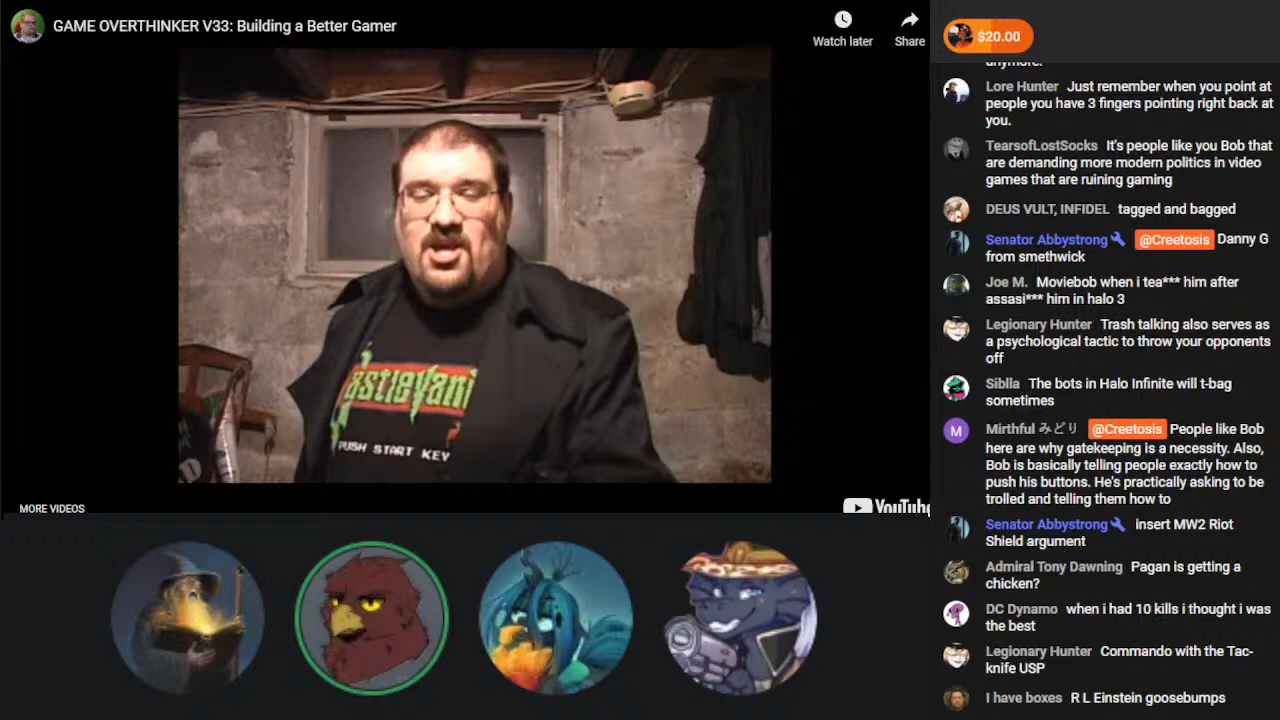 GAME OVERTHINKER V33: Building a Better Gamer
Watch later
Share
MORE VIDEOS
YouTube
PUSH START KEY
$20.00
anymore.
Lore Hunter Just remember when you point at
people you have 3 fingers pointing right back at
you.
TearsofLostSocks It's people like you Bob that
are demanding more modern politics in video
games that are ruining gaming
DEUS VULT, INFIDEL tagged and bagged
Senator Abbystrong @Creetosis Danny G
from smethwick
Joe M. Moviebob when i tea*** him after
assasi*** him in halo 3
Legionary Hunter Trash talking also serves as
a psychological tactic to throw your opponents
off
Siblla The bots in Halo Infinite will t-bag
sometimes
M
Mirthful みどり @Creetosis People like Bob
here are why gatekeeping is a necessity. Also,
Bob is basically telling people exactly how to
push his buttons. He's practically asking to be
trolled and telling them how to
Senator Abbystrong insert MW2 Riot
Shield argument
Admiral Tony Dawning Pagan is getting a
chicken?
DC Dynamo when i had 10 kills i thought i was
the best
Legionary Hunter Commando with the Tac-
knife USP
I have boxes R L Einstein goosebumps